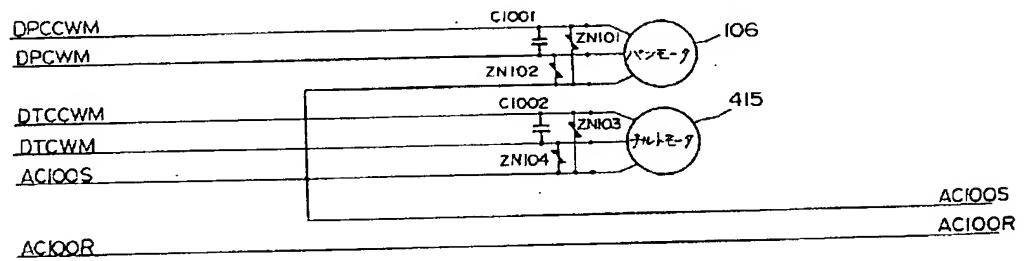 C1001
DPCCWM
ZN101
106
DPCWM
パンモータ
ZN102
DTCCWM
C1002
415
ZN103
DTCWM
チルトモータ
ZN104
AC100S
AC100S
AC100R
AC100R